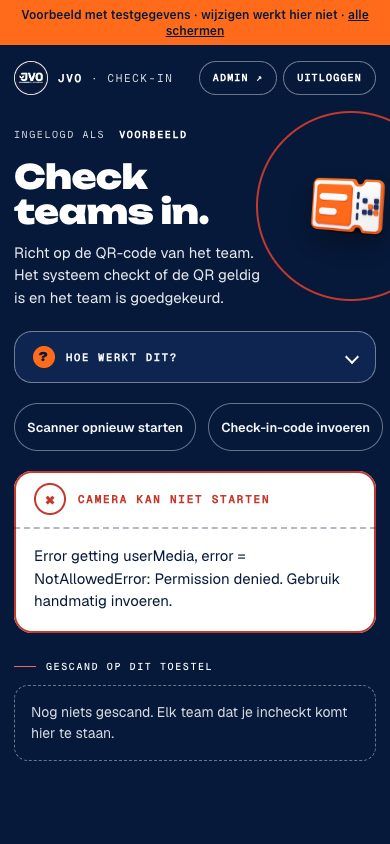 Voorbeeld met testgegevens · wijzigen werkt hier niet · alle
schermen
JVO
JVO · CHECK-IN
ADMIN ↗
UITLOGGEN
INGELOGD ALS VOORBEELD
Check
teams in.
Richt op de QR-code van het team.
Het systeem checkt of de QR geldig
is en het team is goedgekeurd.
? HOE WERKT DIT?
Scanner opnieuw starten
Check-in-code invoeren
CAMERA KAN NIET STARTEN
Error getting userMedia, error =
NotAllowedError: Permission denied. Gebruik
handmatig invoeren.
GESCAND OP DIT TOESTEL
Nog niets gescand. Elk team dat je incheckt komt
hier te staan.